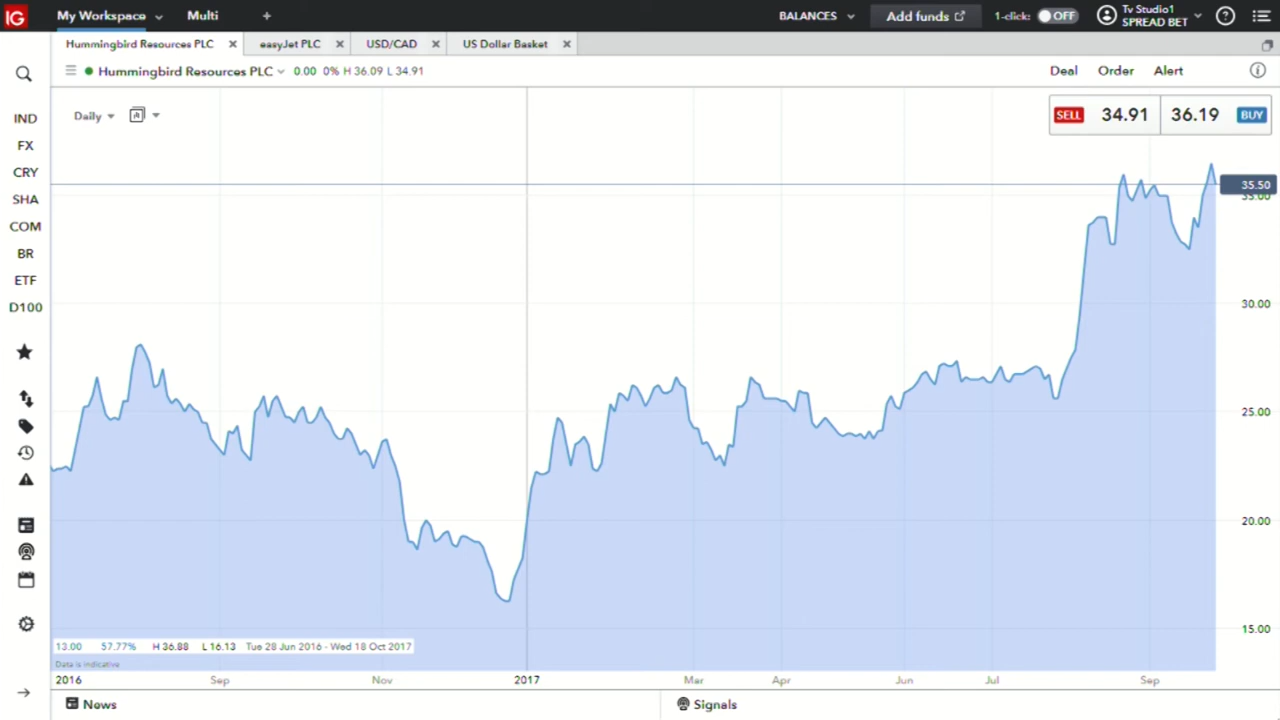 IG My Workspace Multi + BALANCES Add funds 1-click: OFF Tv Studio1
SPREAD BET ?
Hummingbird Resources PLC easyJet PLC USD/CAD US Dollar Basket
Hummingbird Resources PLC 0.00 0% H 36.09 L 34.91 Deal Order Alert
Daily SELL 34.91 36.19 BUY
IND
FX
CRY
SHA
COM
BR
ETF
D100
35.50
35.00
30.00
25.00
20.00
15.00
13.00 57.77% H 36.88 L 16.13 Tue 28 Jun 2016 - Wed 18 Oct 2017
Data is indicative
2016 Sep Nov 2017 Mar Apr Jun Jul Sep
News Signals